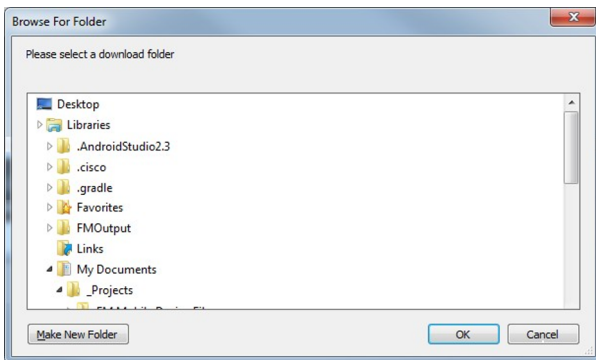 Browse For Folder
Please select a download folder
Desktop
Libraries
.AndroidStudio2.3
.cisco
.gradle
Favorites
FMOutput
Links
My Documents
_Projects
Make New Folder
OK
Cancel